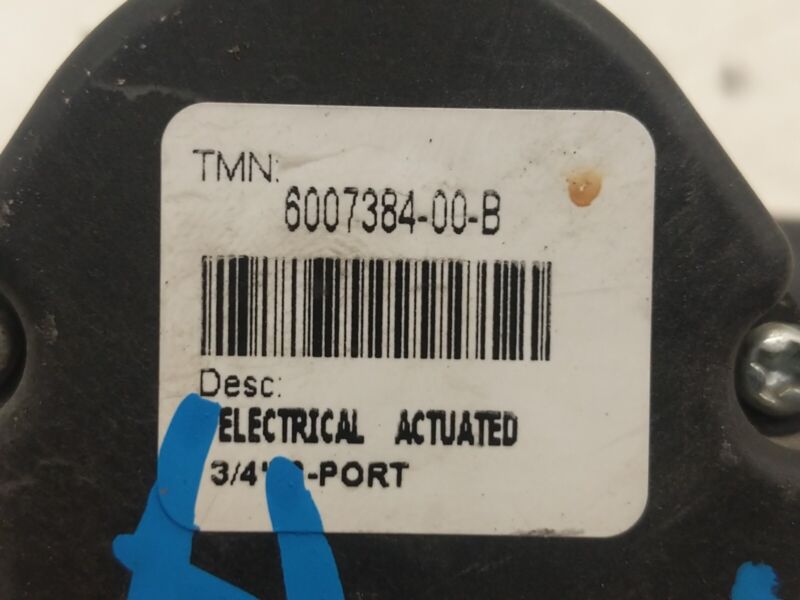 TMN:
6007384-00-B
Desc:
ELECTRICAL ACTUATED
3/4" -PORT